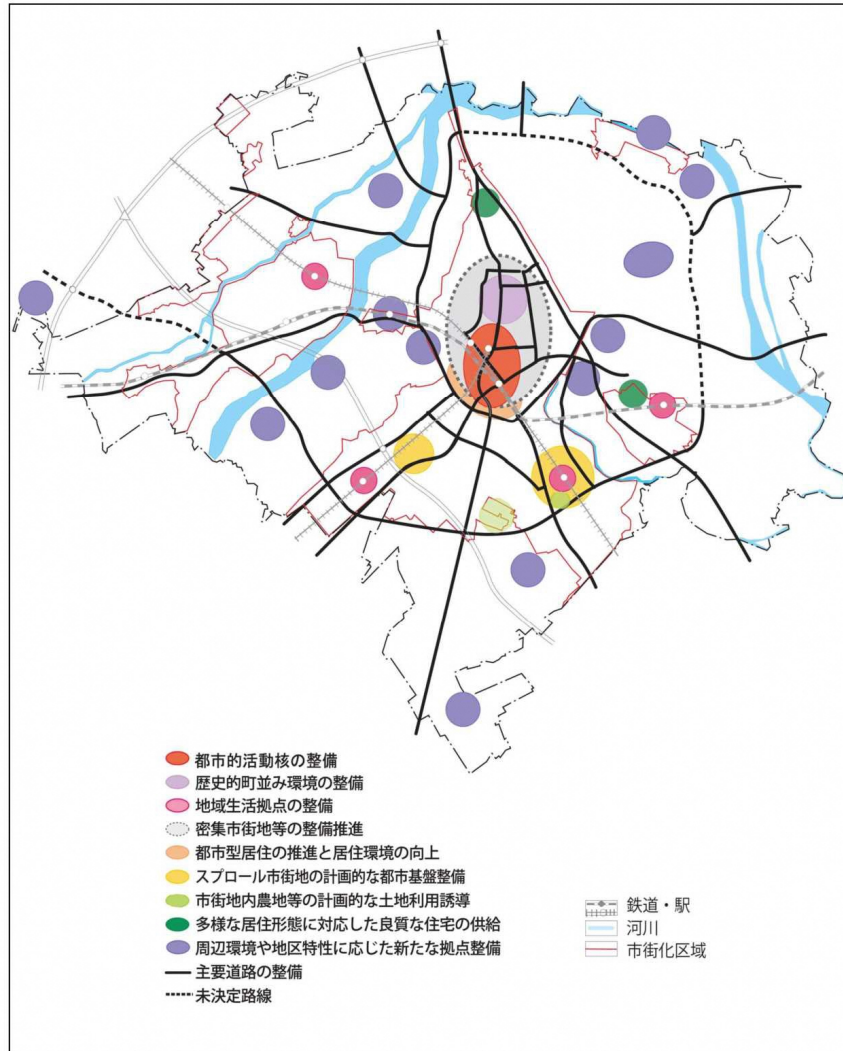 都市的活動核の整備
歴史的町並み環境の整備
地域生活拠点の整備
密集市街地等の整備推進
都市型居住の推進と居住環境の向上
スプロール市街地の計画的な都市基盤整備
市街地内農地等の計画的な土地利用誘導
多様な居住形態に対応した良質な住宅の供給
周辺環境や地区特性に応じた新たな拠点整備
主要道路の整備
未決定路線
鉄道・駅
河川
市街化区域